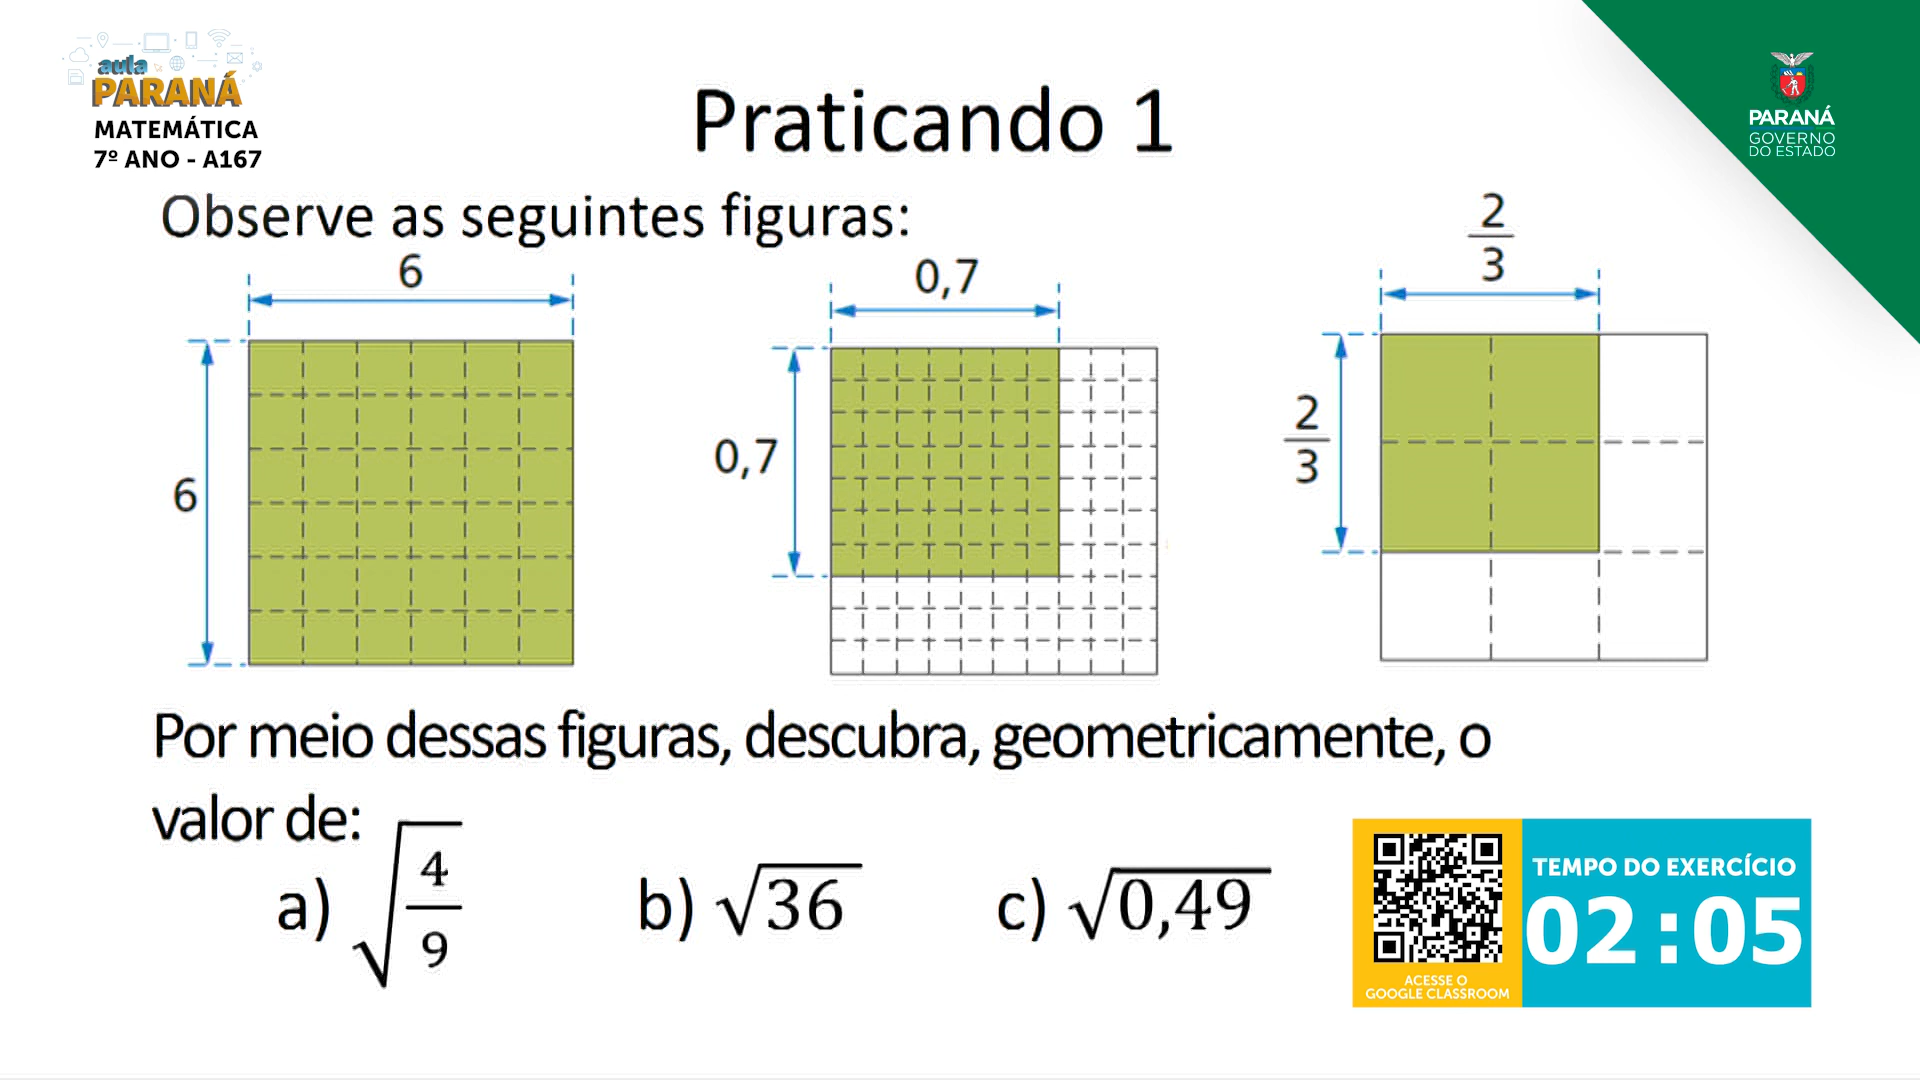 aula
PARANÁ
MATEMÁTICA
7º ANO - A167
Praticando 1
PARANÁ
GOVERNO
DO ESTADO
Observe as seguintes figuras:
6
6
0,7
0,7
2
3
2
3
Por meio dessas figuras, descubra, geometricamente, o
valor de:
a) √4/9
b) √36
c) √0,49
ACESSE O
GOOGLE CLASSROOM
TEMPO DO EXERCÍCIO
02:05